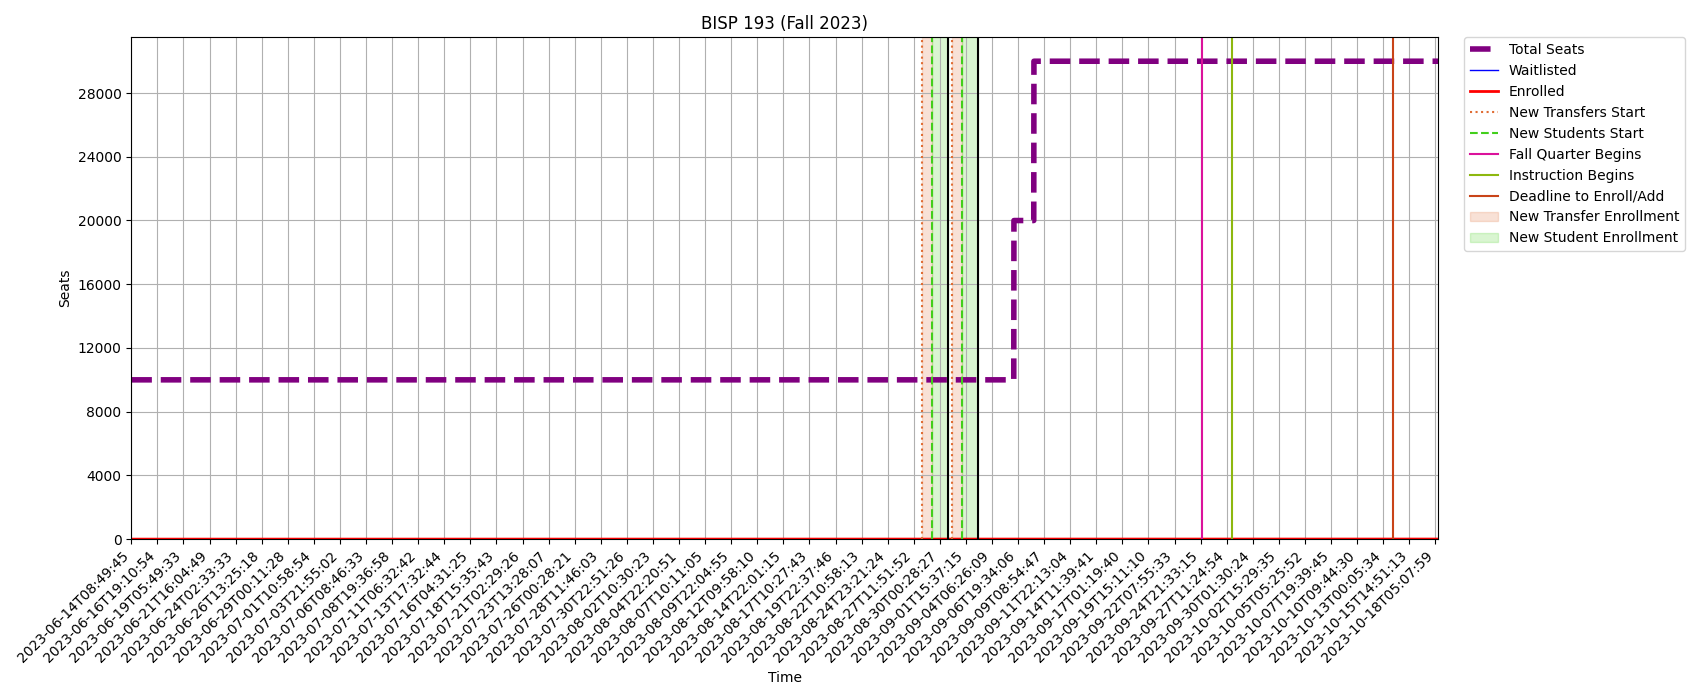 BISP 193 (Fall 2023)
Total Seats
Waitlisted
Enrolled
New Transfers Start
New Students Start
Fall Quarter Begins
Instruction Begins
Deadline to Enroll/Add
New Transfer Enrollment
New Student Enrollment
Seats
28000
24000
20000
16000
12000
8000
4000
0
2023-06-14T08:49:45
2023-06-16T19:10:54
2023-06-19T05:49:33
2023-06-21T16:04:49
2023-06-24T02:33:33
2023-06-26T13:25:18
2023-06-29T00:11:28
2023-07-01T10:58:54
2023-07-03T21:55:02
2023-07-06T08:46:33
2023-07-08T19:36:58
2023-07-11T06:32:42
2023-07-13T17:32:44
2023-07-16T04:31:25
2023-07-18T15:35:43
2023-07-21T02:29:26
2023-07-23T13:28:07
2023-07-26T00:28:21
2023-07-28T11:46:03
2023-07-30T22:51:26
2023-08-02T10:30:23
2023-08-04T22:20:51
2023-08-07T10:11:05
2023-08-09T22:04:55
2023-08-12T09:58:10
2023-08-14T22:01:15
2023-08-17T10:27:43
2023-08-19T22:37:46
2023-08-22T10:58:13
2023-08-24T23:21:24
2023-08-27T11:51:52
2023-08-30T00:28:27
2023-09-01T15:37:15
2023-09-04T06:26:09
2023-09-06T19:34:06
2023-09-09T08:54:47
2023-09-11T22:13:04
2023-09-14T11:39:41
2023-09-17T01:19:40
2023-09-19T15:11:10
2023-09-22T07:55:33
2023-09-24T21:33:15
2023-09-27T11:24:54
2023-09-30T01:30:24
2023-10-02T15:29:35
2023-10-05T05:25:52
2023-10-07T19:39:45
2023-10-10T09:44:30
2023-10-13T00:05:34
2023-10-15T14:51:13
2023-10-18T05:07:59
Time